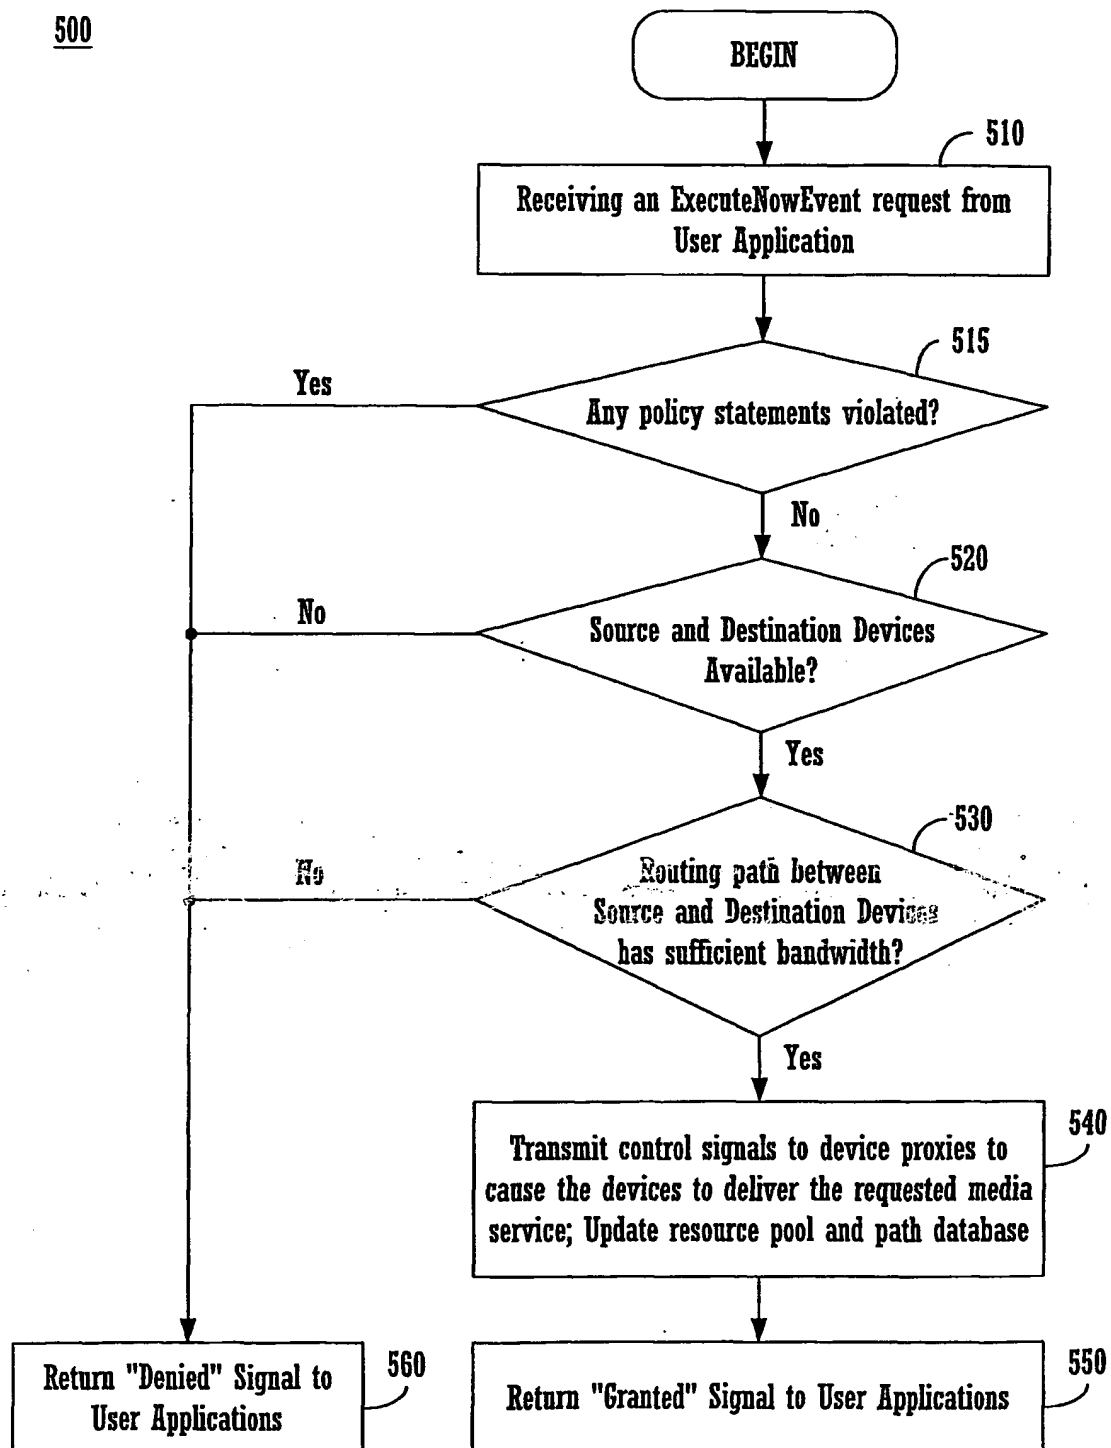 500
BEGIN
510
Receiving an ExecuteNowEvent request from
User Application
515
Yes
Any policy statements violated?
No
520
No
Source and Destination Devices
Available?
Yes
530
No
Routing path between
Source and Destination Devices
has sufficient bandwidth?
Yes
540
Transmit control signals to device proxies to
cause the devices to deliver the requested media
service; Update resource pool and path database
Return "Denied" Signal to
User Applications
560
Return "Granted" Signal to User Applications
550